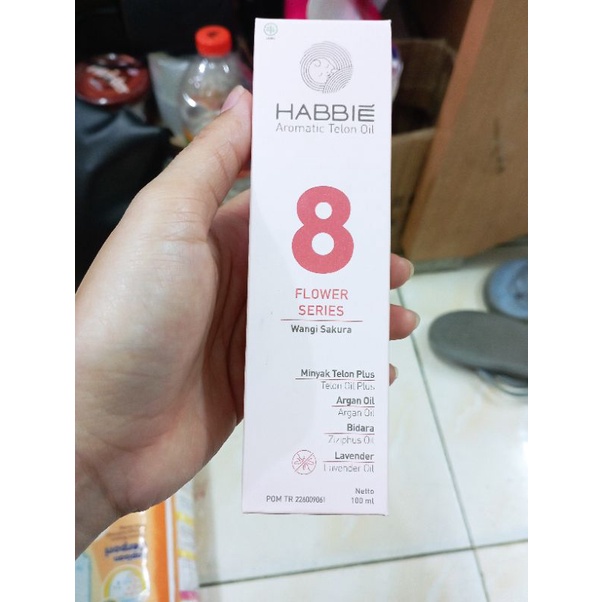 HABBIE
Aromatic Telon Oil
8
FLOWER
SERIES
Wangi Sakura
Minyak Telon Plus
Telon Oil Plus
Argan Oil
Argan Oil
Bidara
Ziziphus Oil
Lavender
Lavender Oil
Netto
POM TR 226009061
100 ml